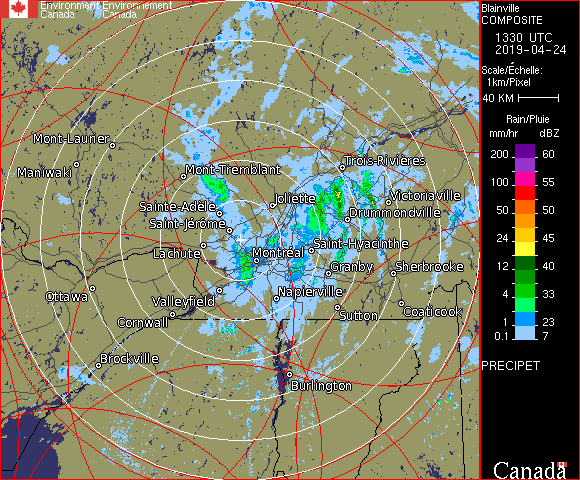 Environment Environnement
Canada Canada
Blainville
COMPOSITE
1330 UTC
2019-04-24
Scale/Échelle:
1km/Pixel
40 KM
Rain/Pluie
mm/hr dBZ
200 60
100 55
50 50
24 45
12 40
4 33
1 23
0.1 7
PRECIPET
Canada
Mont-Laurier
Maniwaki
Mont-Tremblant
Trois-Rivières
Victoriaville
Joliette
Sainte-Adèle
Drummondville
Saint-Jérôme
Saint-Hyacinthe
Lachute
Montréal
Granby
Sherbrooke
Ottawa
Valleyfield
Napierville
Coaticook
Cornwall
Sutton
Brockville
Burlington